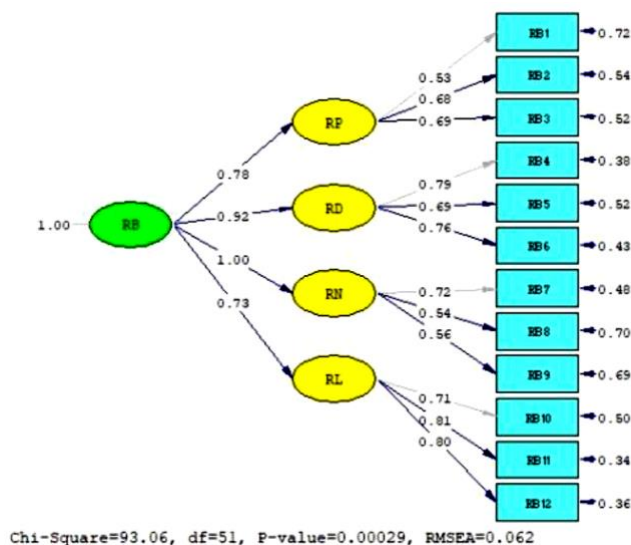 RB1 0.72
0.53
RB2 0.54
0.68
RP
0.69 RB3 0.52
0.78
RB4 0.38
0.79
RD
0.69 RB5 0.52
0.92
0.76
1.00 RB
RB6 0.43
1.00
0.72 RB7 0.48
RN
0.54
0.73
RB8 0.70
0.56
RB9 0.69
RL
0.71
RB10 0.50
0.81
0.80
RB11 0.34
RB12 0.36
Chi-Square=93.06, df=51, P-value=0.00029, RMSEA=0.062